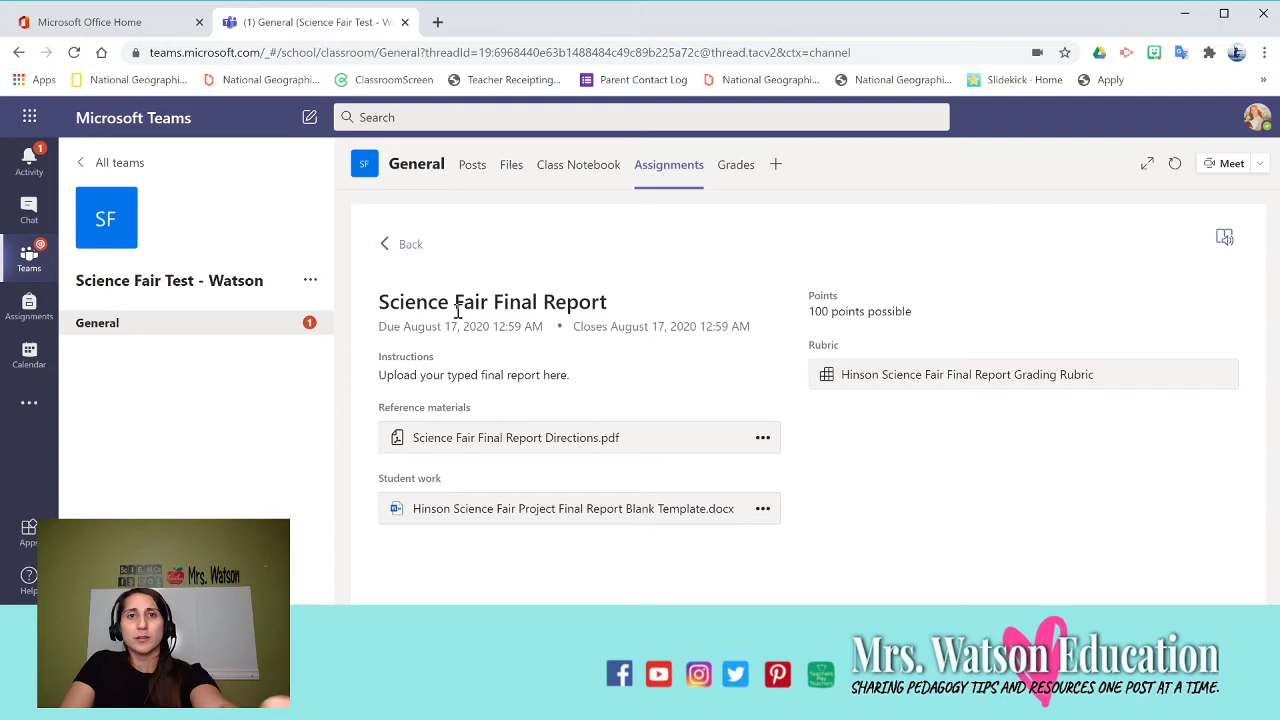 Microsoft Office Home
(1) General (Science Fair Test - W
teams.microsoft.com/_#/school/classroom/General?threadId=19:6968440e63b1488484c49c89b225a72c@thread.tacv2&ctx=channel
Apps
National Geographi...
National Geographi...
ClassroomScreen
Teacher Receipting...
Parent Contact Log
National Geographi...
National Geographi...
Slidekick · Home
Apply
»
Microsoft Teams
Search
Activity
1
Chat
Teams
Assignments
Calendar
Apps
Help
All teams
SF
Science Fair Test - Watson
General
1
SF
General
Posts
Files
Class Notebook
Assignments
Grades
Meet
Back
Science Fair Final Report
Due August 17, 2020 12:59 AM • Closes August 17, 2020 12:59 AM
Instructions
Upload your typed final report here.
Reference materials
Science Fair Final Report Directions.pdf
Student work
Hinson Science Fair Project Final Report Blank Template.docx
Points
100 points possible
Rubric
Hinson Science Fair Final Report Grading Rubric
Mrs. Watson
Mrs. Watson Education
SHARING PEDAGOGY TIPS AND RESOURCES ONE POST AT A TIME.